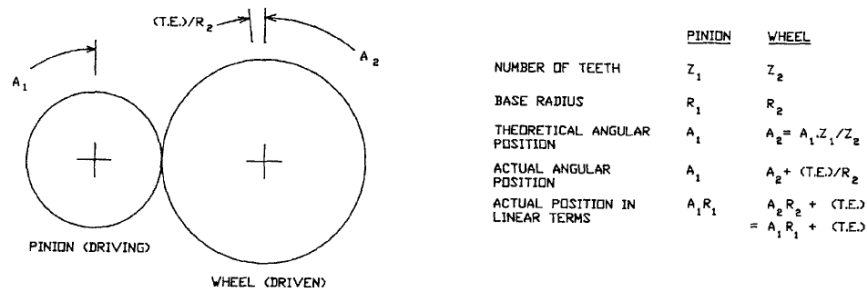 (T.E.)/R₂
A₁
A₂
PINION (DRIVING)
WHEEL (DRIVEN)
PINION WHEEL
NUMBER OF TEETH Z₁ Z₂
BASE RADIUS R₁ R₂
THEORETICAL ANGULAR A₁ A₂= A₁.Z₁/Z₂
POSITION
ACTUAL ANGULAR A₁ A₂+ (T.E.)/R₂
POSITION
ACTUAL POSITION IN A₁R₁ A₂R₂ + (T.E.)
LINEAR TERMS = A₁R₁ + (T.E.)